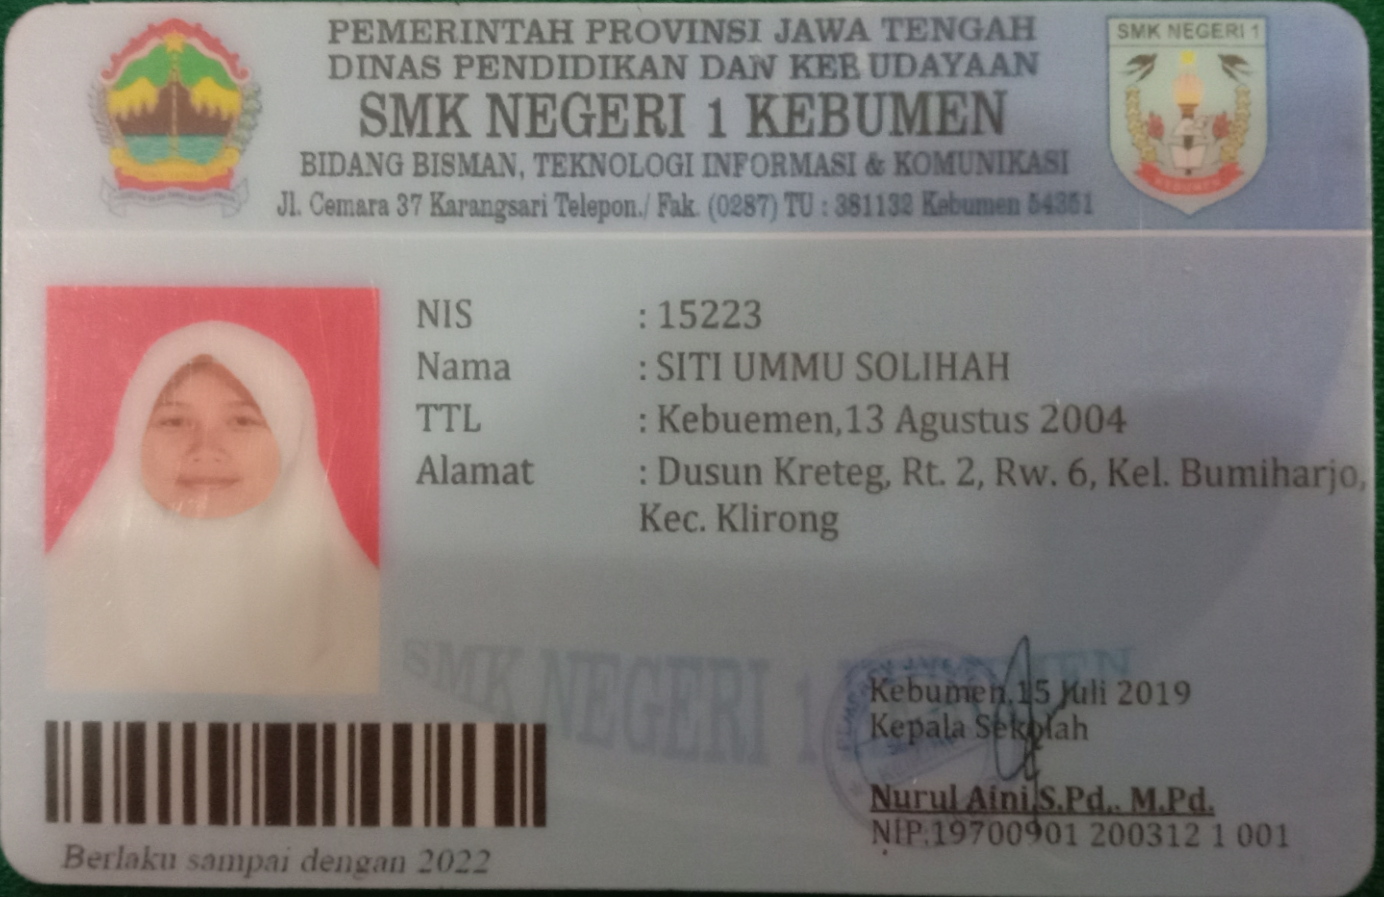 PEMERINTAH PROVINSI JAWA TENGAH
DINAS PENDIDIKAN DAN KEBUDAYAAN
SMK NEGERI 1 KEBUMEN
BIDANG BISMAN, TEKNOLOGI INFORMASI & KOMUNIKASI
Jl. Cemara 37 Karangsari Telepon./ Fak. (0287) TU : 381132 Kebumen 54351
SMK NEGERI 1
KEBUMEN
NIS : 15223
Nama : SITI UMMU SOLIHAH
TTL : Kebuemen,13 Agustus 2004
Alamat : Dusun Kreteg, Rt. 2, Rw. 6, Kel. Bumiharjo,
Kec. Klirong
SMK NEGERI 1 KEBUMEN
Kebumen,15 Juli 2019
Kepala Sekolah
Nurul Aini,S.Pd,. M.Pd.
NIP.19700901 200312 1 001
Berlaku sampai dengan 2022